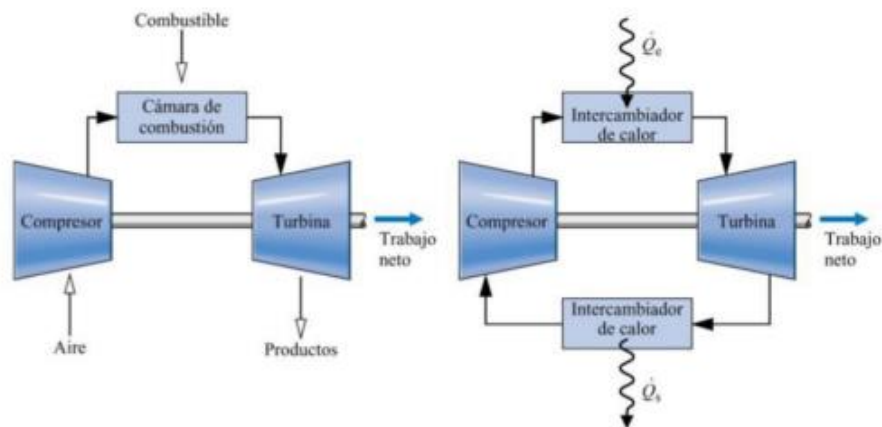 Combustible
Cámara de
combustión
Compresor
Turbina
Trabajo
neto
Aire
Productos
Q̇e
Intercambiador
de calor
Compresor
Turbina
Trabajo
neto
Intercambiador
de calor
Q̇s